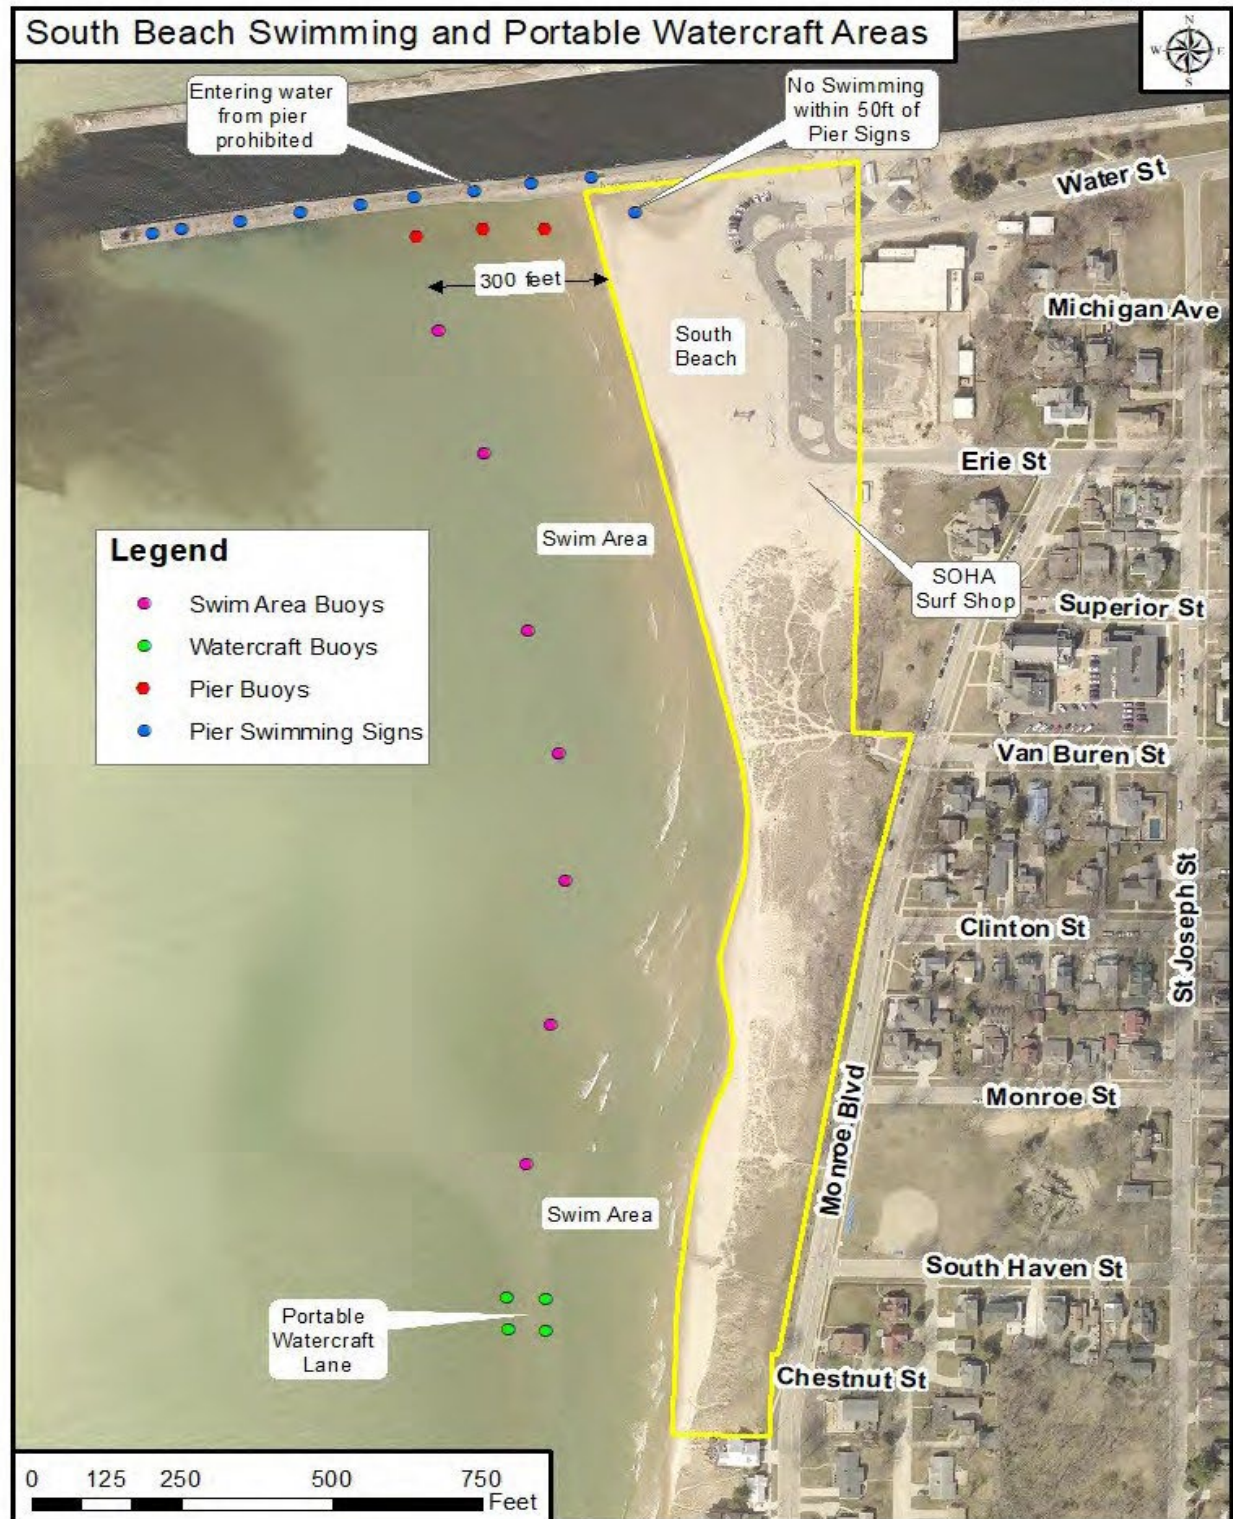 South Beach Swimming and Portable Watercraft Areas
N
W
E
S
Entering water
from pier
prohibited
No Swimming
within 50ft of
Pier Signs
Water St
300 feet
Michigan Ave
South
Beach
Erie St
Swim Area
Legend
Swim Area Buoys
Watercraft Buoys
Pier Buoys
Pier Swimming Signs
SOHA
Surf Shop
Superior St
Van Buren St
St Joseph St
Clinton St
Monroe Blvd
Monroe St
Swim Area
South Haven St
Portable
Watercraft
Lane
Chestnut St
0 125 250 500 750
Feet